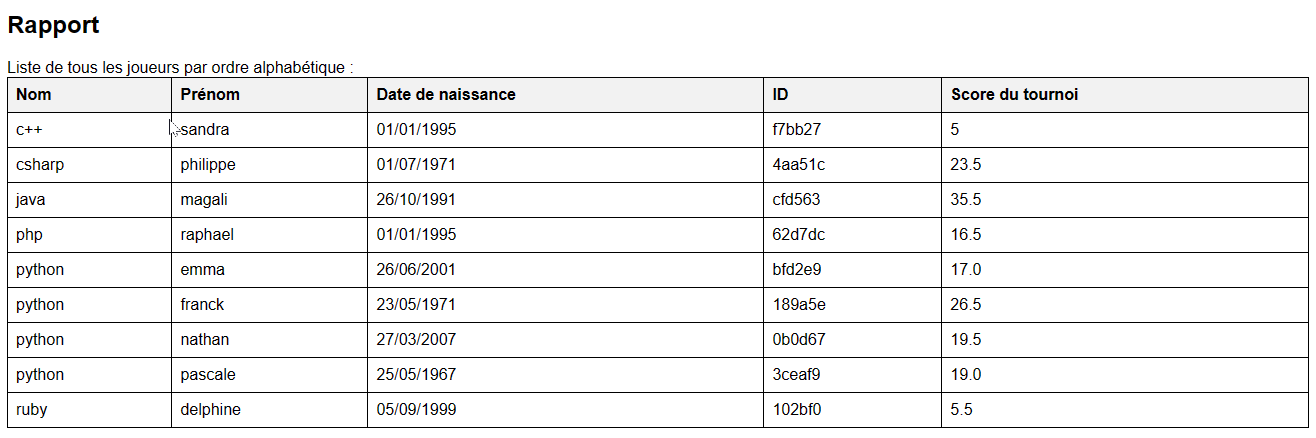 Rapport
Liste de tous les joueurs par ordre alphabétique :
Nom Prénom Date de naissance ID Score du tournoi
c++ sandra 01/01/1995 f7bb27 5
csharp philippe 01/07/1971 4aa51c 23.5
java magali 26/10/1991 cfd563 35.5
php raphael 01/01/1995 62d7dc 16.5
python emma 26/06/2001 bfd2e9 17.0
python franck 23/05/1971 189a5e 26.5
python nathan 27/03/2007 0b0d67 19.5
python pascale 25/05/1967 3ceaf9 19.0
ruby delphine 05/09/1999 102bf0 5.5